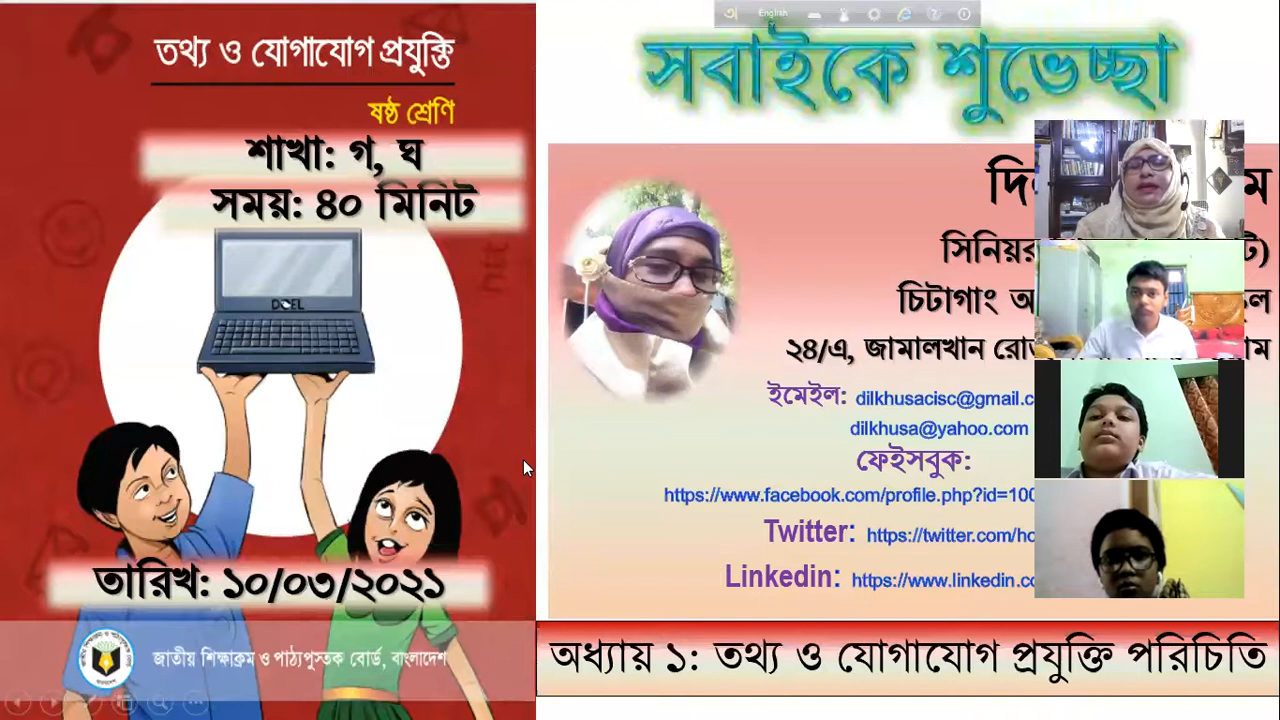 তথ্য ও যোগাযোগ প্রযুক্তি
ষষ্ঠ শ্রেণি
শাখা: গ, ঘ
সময়: ৪০ মিনিট
DOEL
তারিখ: ১০/০৩/২০২১
জাতীয় শিক্ষাক্রম ও পাঠ্যপুস্তক বোর্ড, বাংলাদেশ
English
সবাইকে শুভেচ্ছা
২৪/এ, জামালখান
ইমেইল: dilkhusacisc@gmail.c
dilkhusa@yahoo.com
ফেইসবুক:
https://www.facebook.com/profile.php?id=100
Twitter: https://twitter.com/ho
Linkedin: https://www.linkedin.co
অধ্যায় ১: তথ্য ও যোগাযোগ প্রযুক্তি পরিচিতি